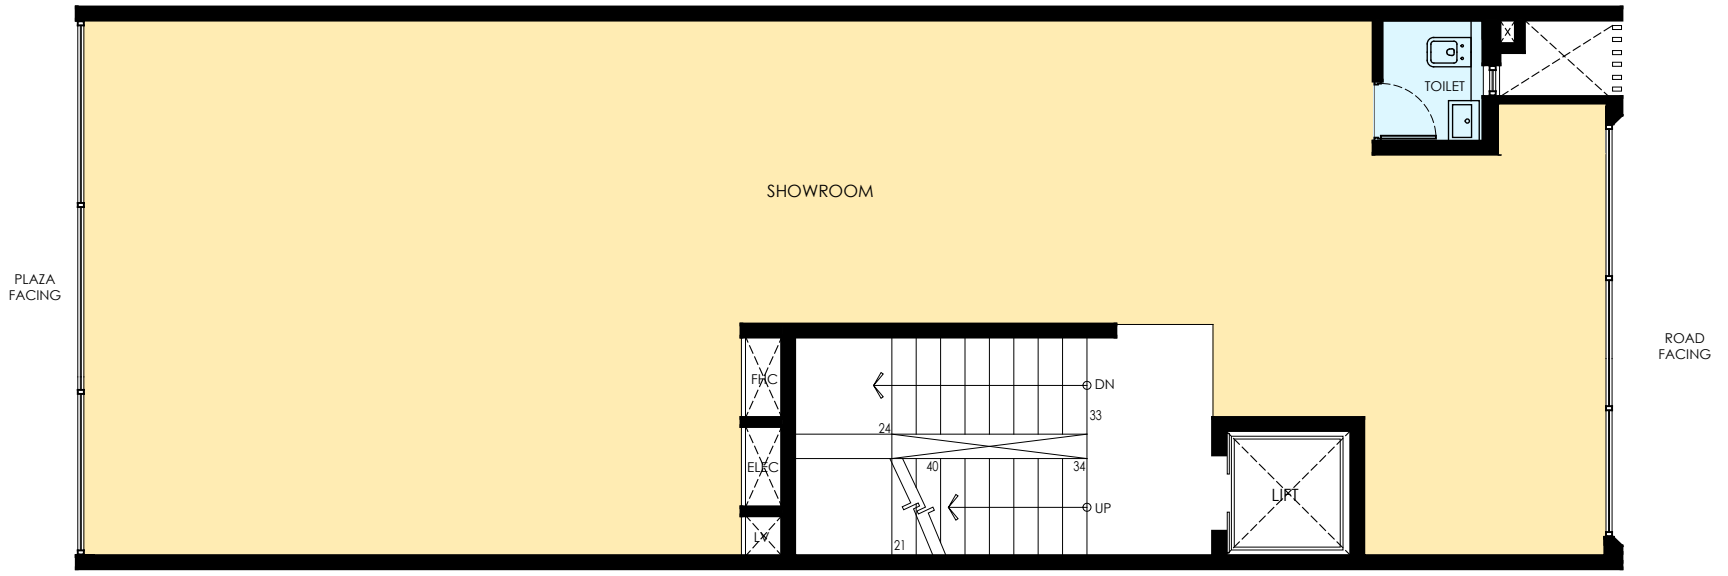 X
TOILET
SHOWROOM
PLAZA
FACING
ROAD
FACING
FHC
DN
33
24
ELEC
40
34
LIFT
UP
LV
21